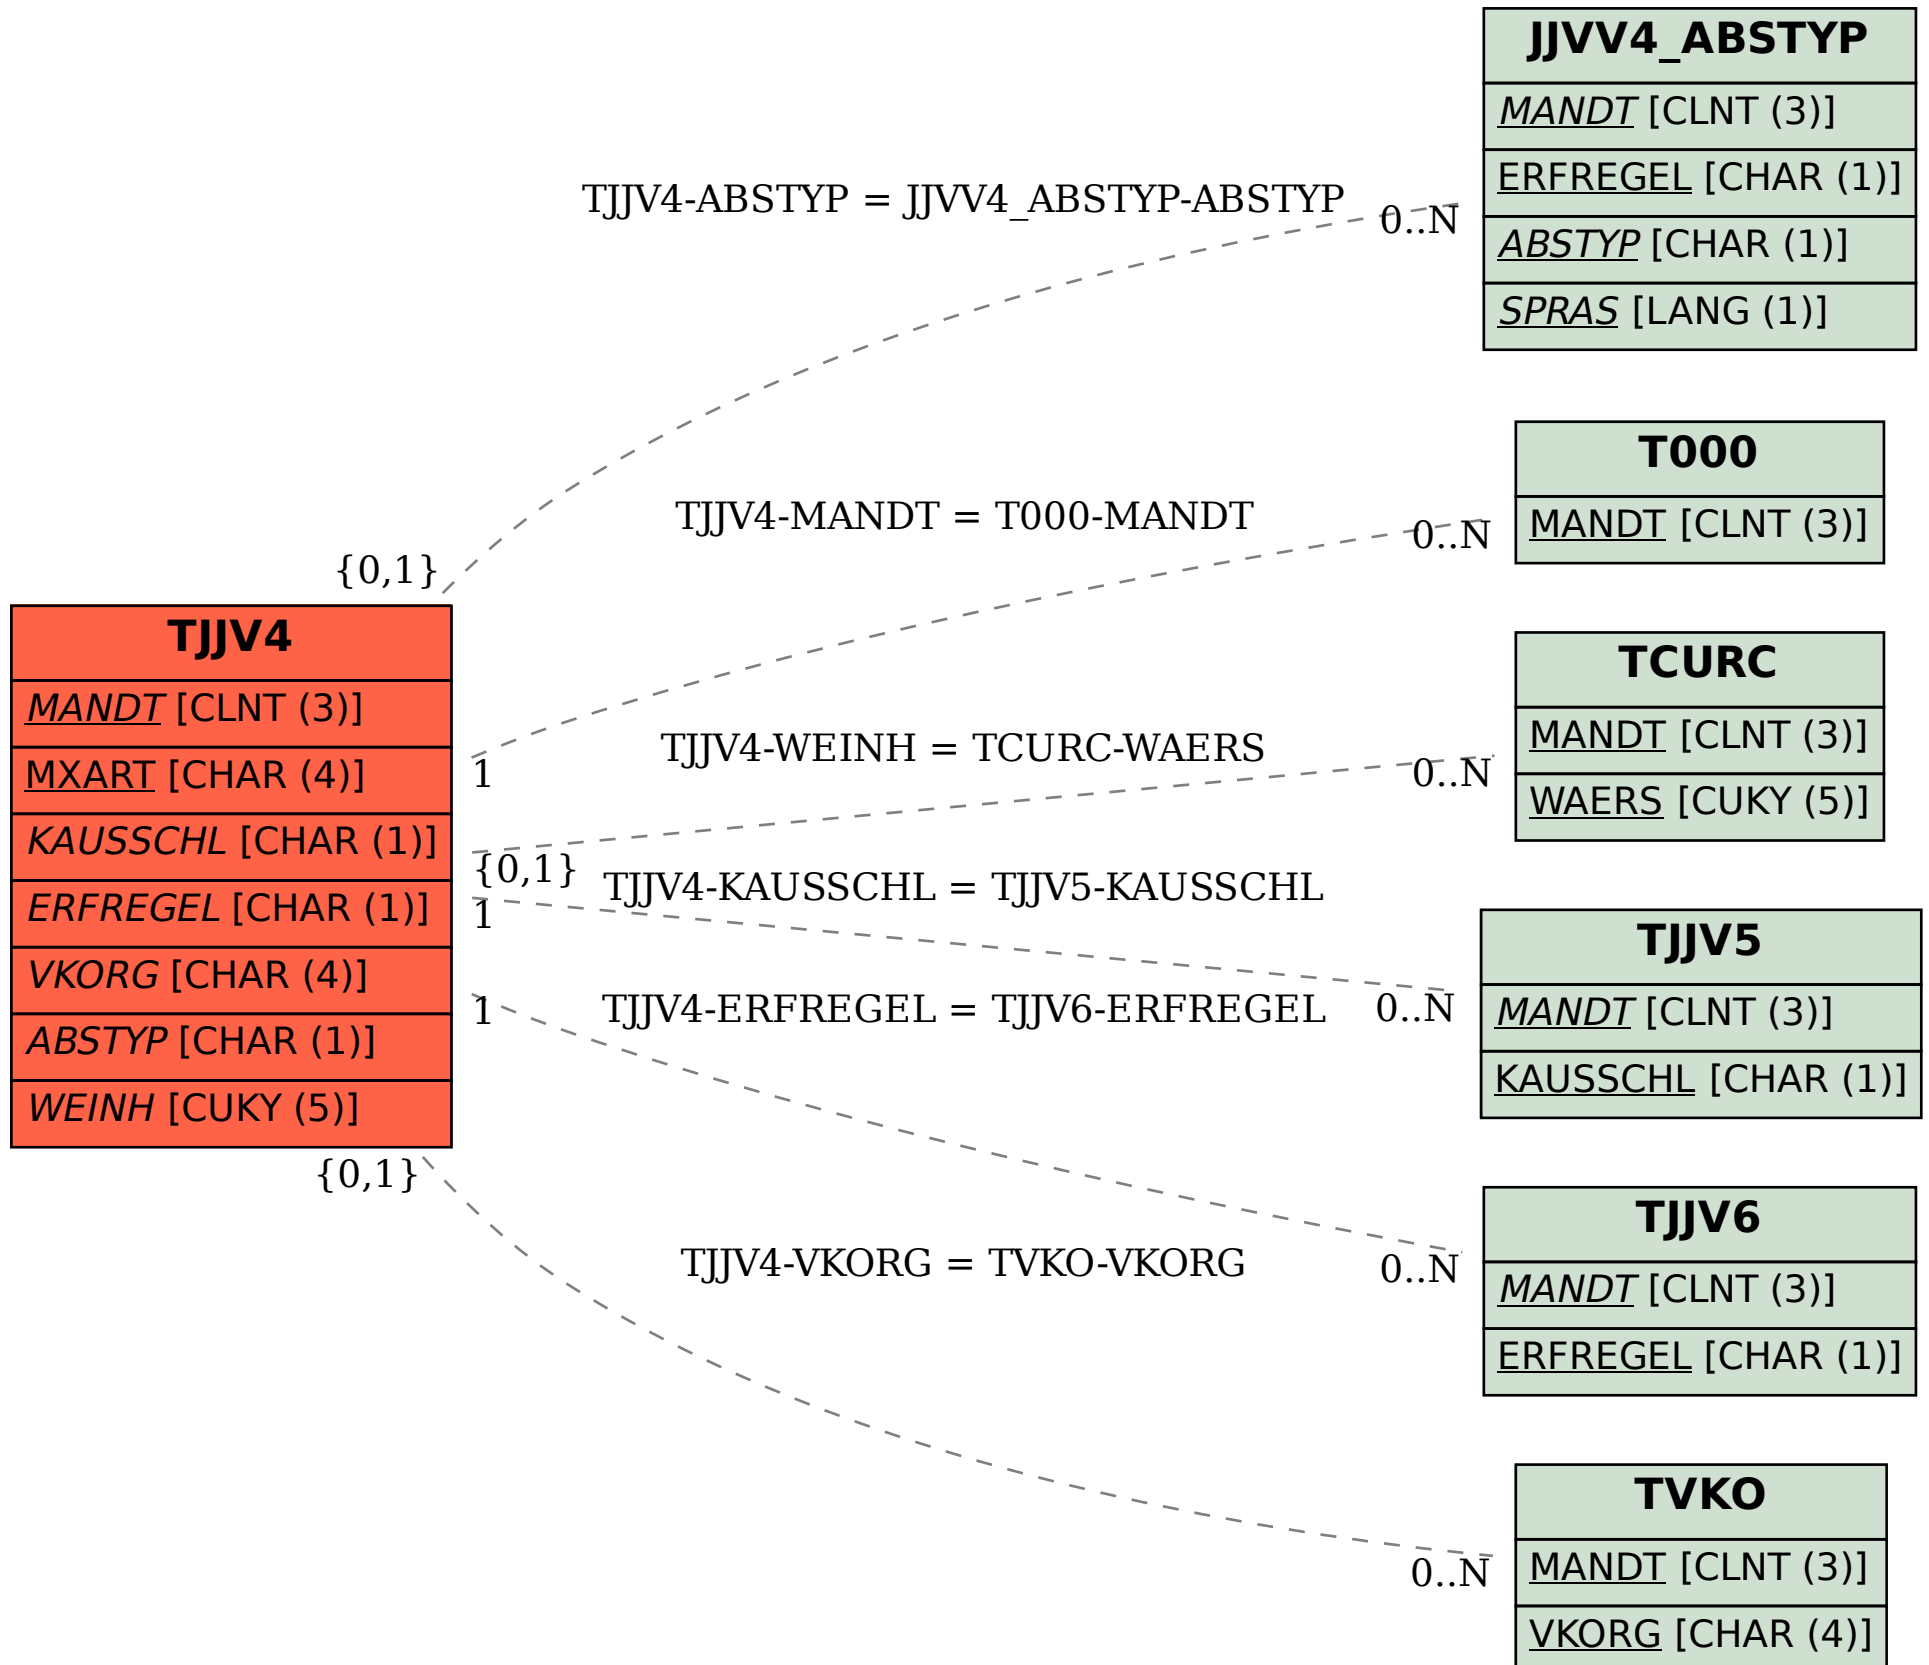 JJVV4_ABSTYP
MANDT [CLNT (3)]
ERFREGEL [CHAR (1)]
ABSTYP [CHAR (1)]
SPRAS [LANG (1)]
TJJV4-ABSTYP = JJVV4_ABSTYP-ABSTYP
0..N
{0,1}
T000
MANDT [CLNT (3)]
TJJV4-MANDT = T000-MANDT
0..N
1
TJJV4
MANDT [CLNT (3)]
MXART [CHAR (4)]
KAUSSCHL [CHAR (1)]
ERFREGEL [CHAR (1)]
VKORG [CHAR (4)]
ABSTYP [CHAR (1)]
WEINH [CUKY (5)]
TCURC
MANDT [CLNT (3)]
WAERS [CUKY (5)]
TJJV4-WEINH = TCURC-WAERS
0..N
{0,1}
TJJV4-KAUSSCHL = TJJV5-KAUSSCHL
1
0..N
TJJV5
MANDT [CLNT (3)]
KAUSSCHL [CHAR (1)]
TJJV4-ERFREGEL = TJJV6-ERFREGEL
1
0..N
TJJV6
MANDT [CLNT (3)]
ERFREGEL [CHAR (1)]
{0,1}
TJJV4-VKORG = TVKO-VKORG
0..N
TVKO
MANDT [CLNT (3)]
VKORG [CHAR (4)]